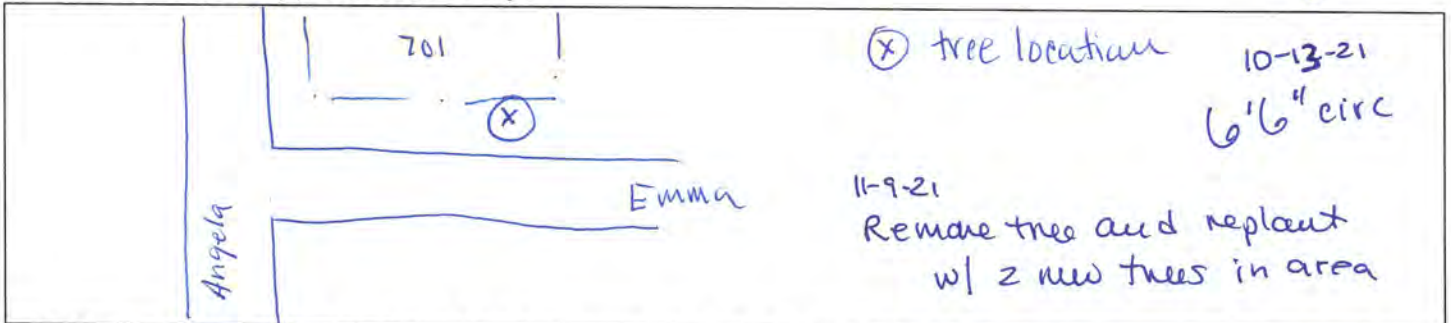 701
X
X tree location
10-13-21
6'6" circ
Emma
Angela
11-9-21
Remove tree and replant
w/ 2 new trees in area